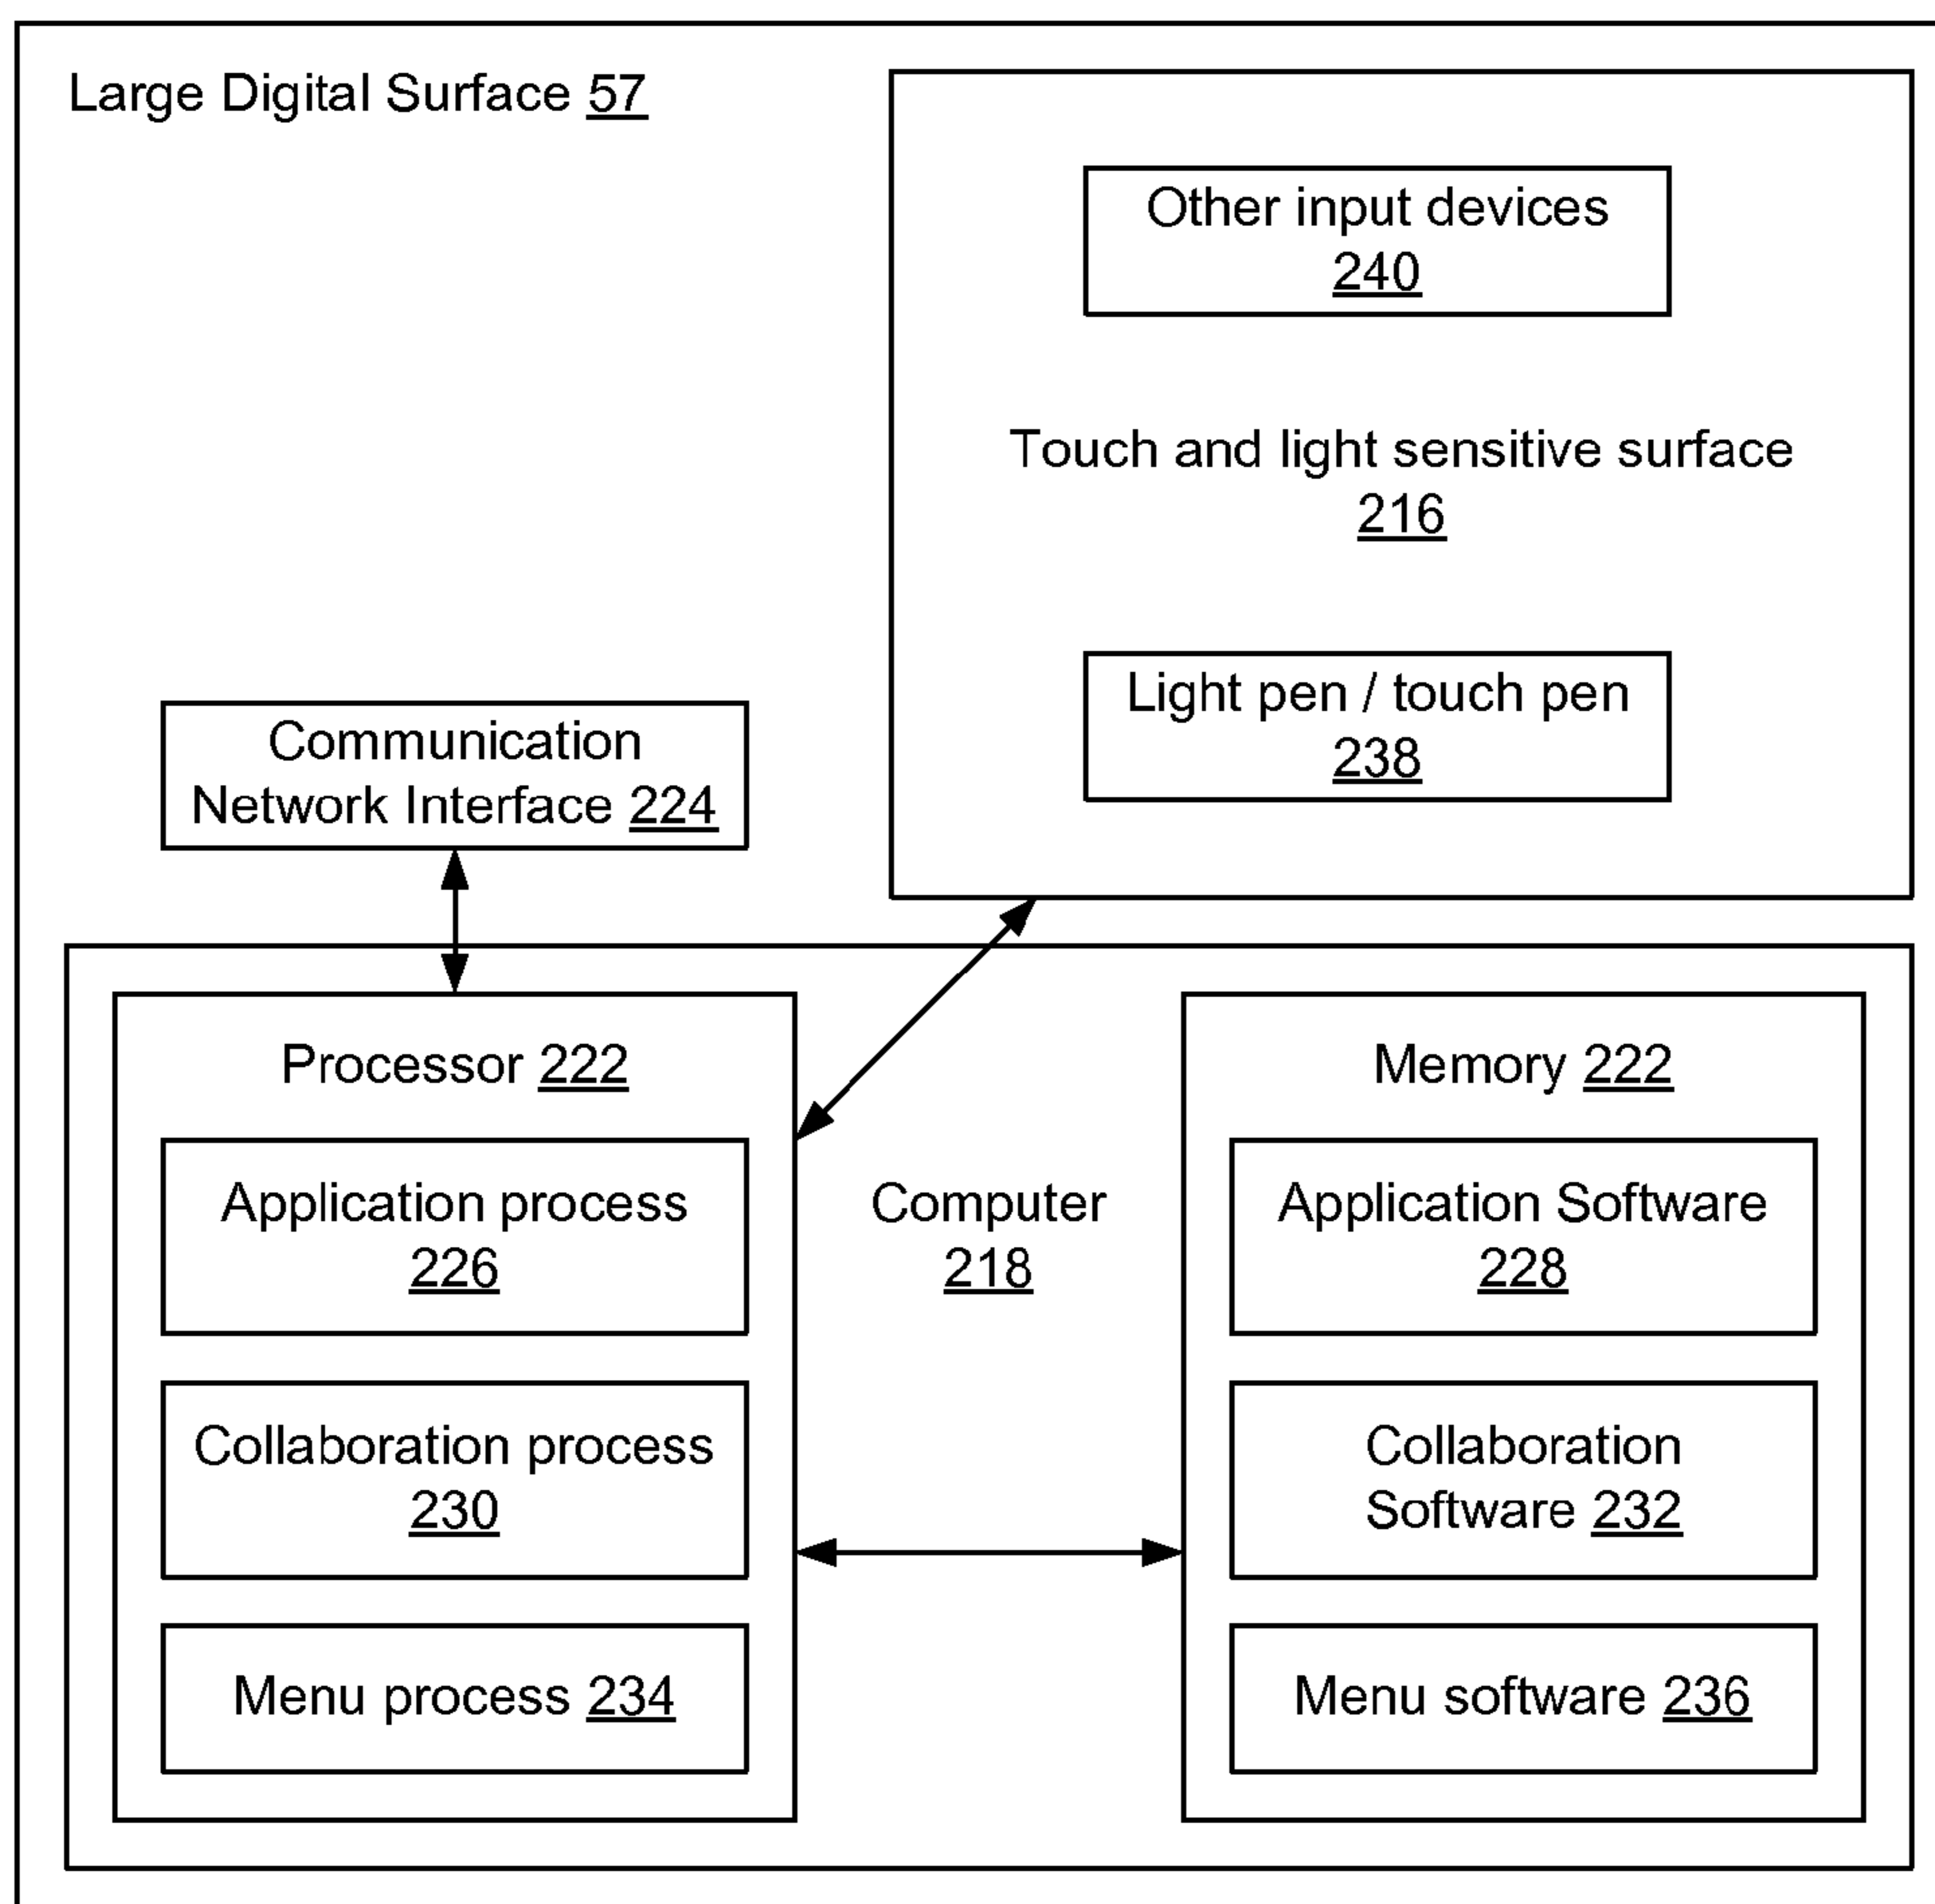 Large Digital Surface 57
Other input devices
240
Touch and light sensitive surface
216
Light pen / touch pen
238
Communication
Network Interface 224
Processor 222
Application process
226
Collaboration process
230
Menu process 234
Computer
218
Memory 222
Application Software
228
Collaboration
Software 232
Menu software 236